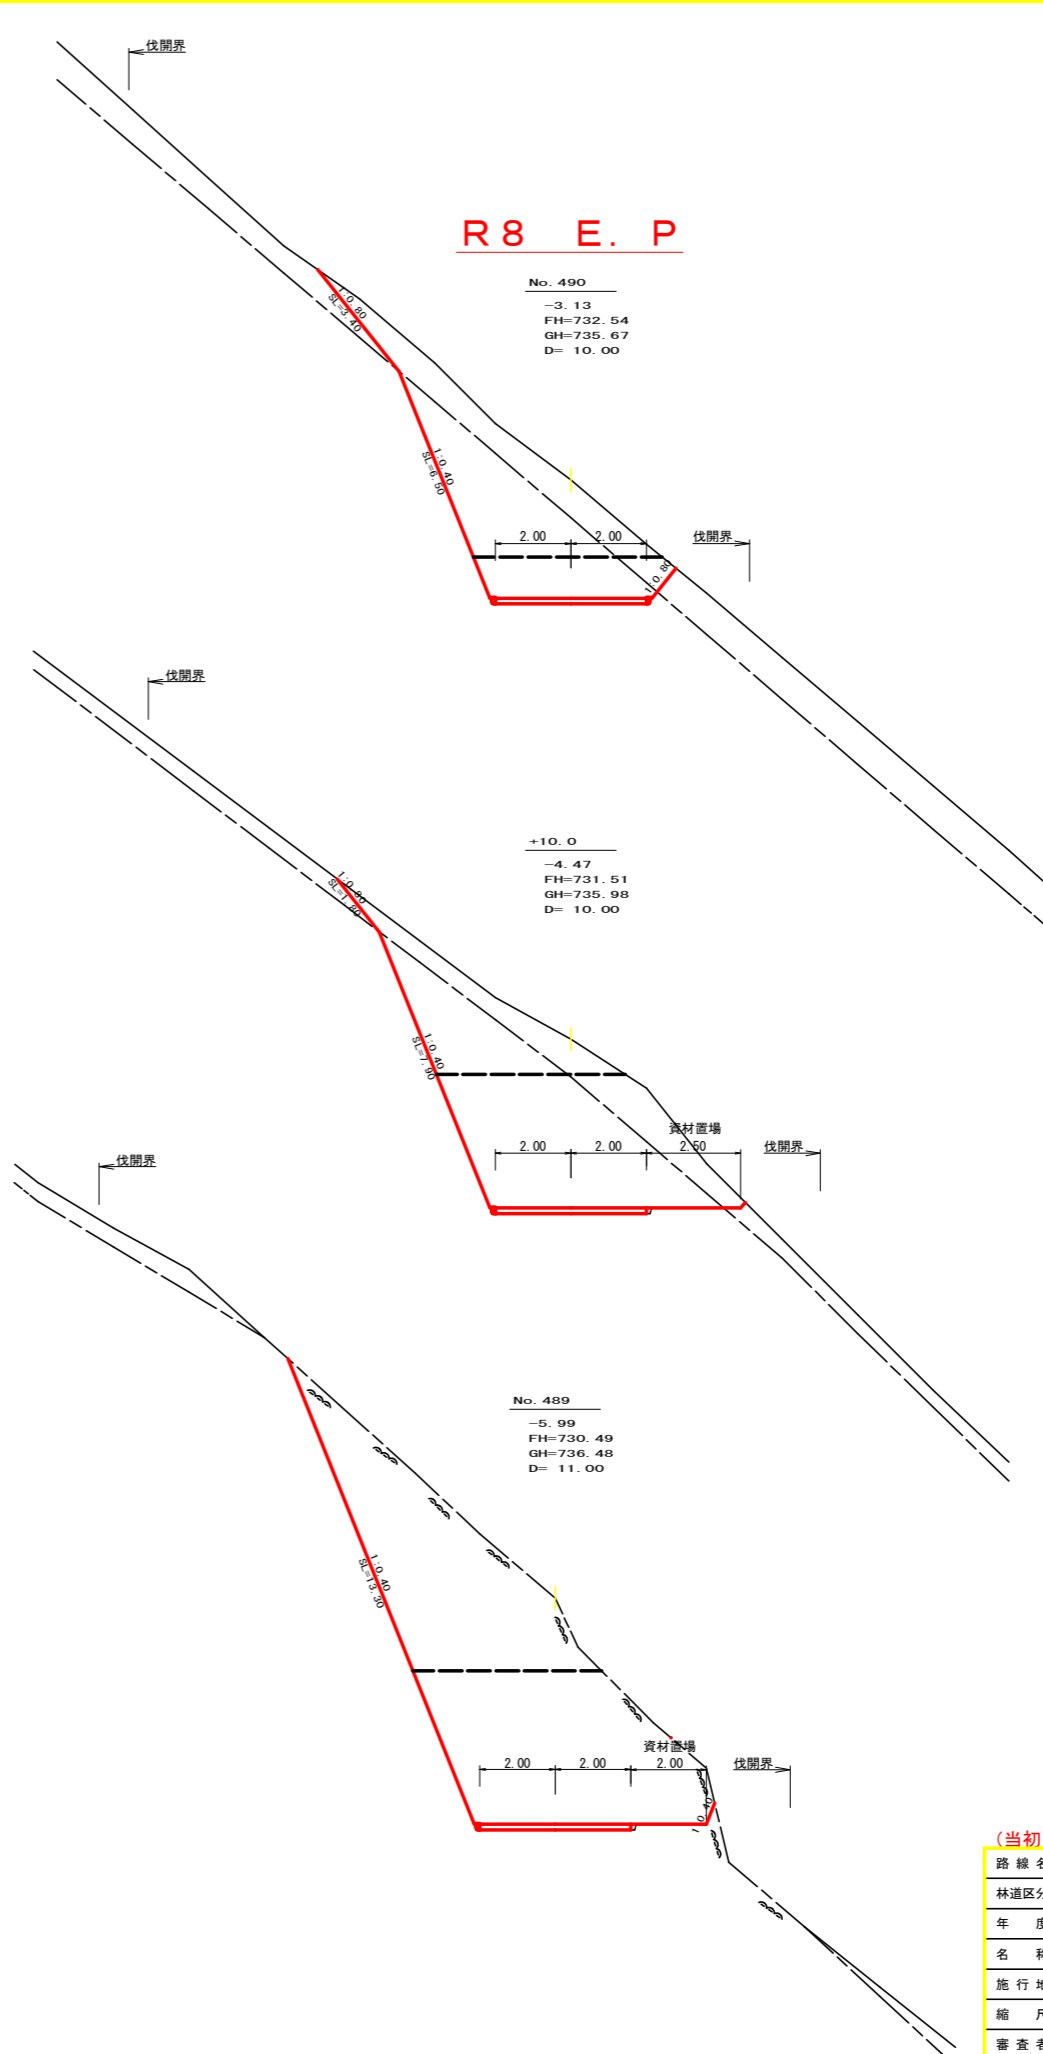 伐開界
R8 E.P
No.490
-3.13
FH=732.54
GH=735.67
D= 10.00
1:0.80
SL=3.40
1:0.40
SL=6.50
2.00 2.00
伐開界
1:0.80
伐開界
+10.0
-4.47
FH=731.51
GH=735.98
D= 10.00
1:0.80
SL=1.80
1:0.40
SL=7.90
資材置場
2.00 2.00 2.50
伐開界
伐開界
No.489
-5.99
FH=730.49
GH=736.48
D= 11.00
1:0.40
SL=13.30
資材置場
2.00 2.00 2.00
伐開界
1:0.40
(当初
路線名
林道区分
年 度
名 称
施行地
縮 尺
審査者